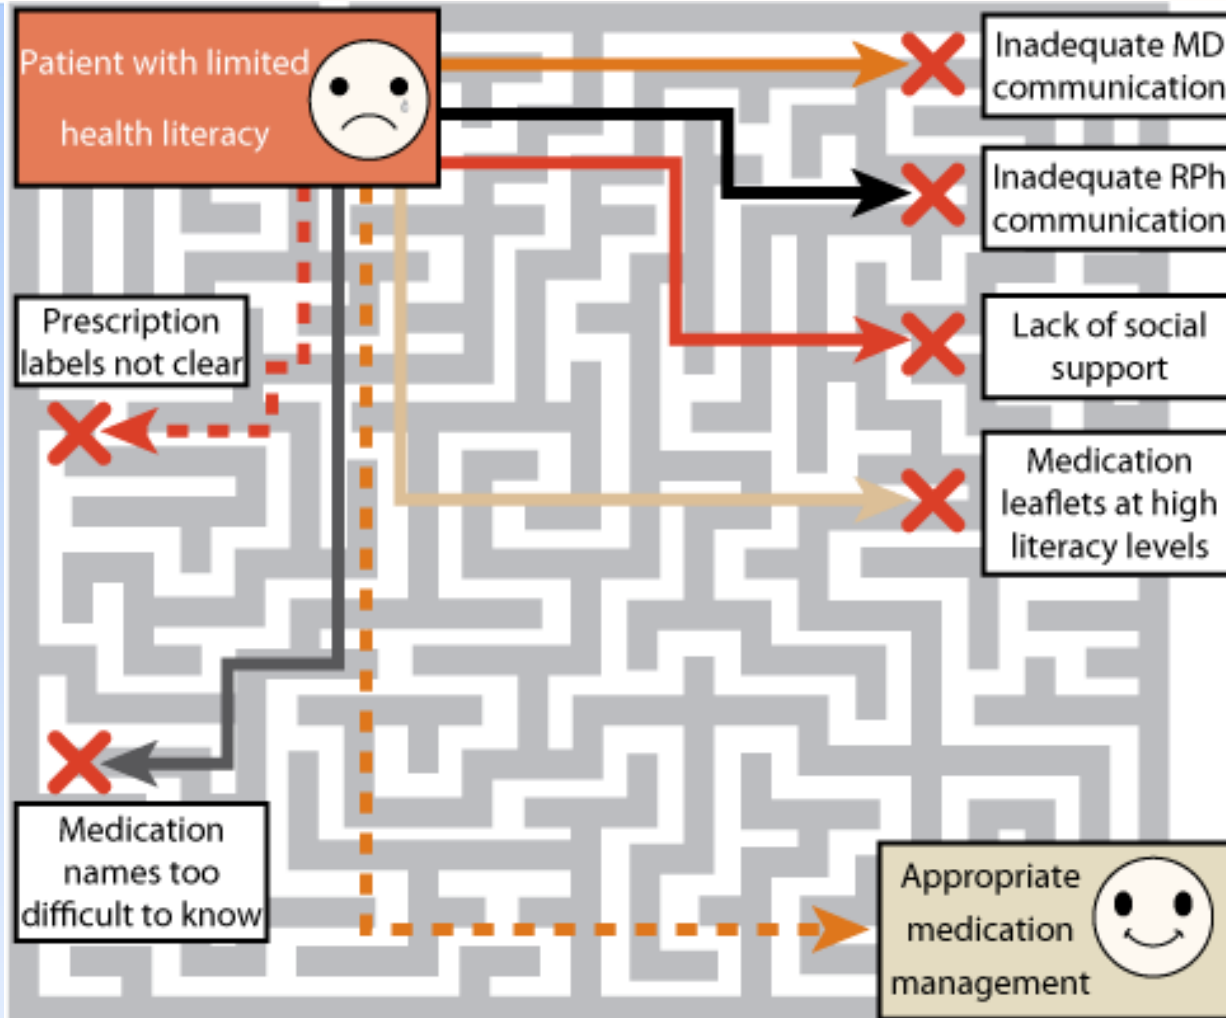 Patient with limited
health literacy
Inadequate MD
communication
Inadequate RPh
communication
Prescription
labels not clear
Lack of social
support
Medication
leaflets at high
literacy levels
Medication
names too
difficult to know
Appropriate
medication
management